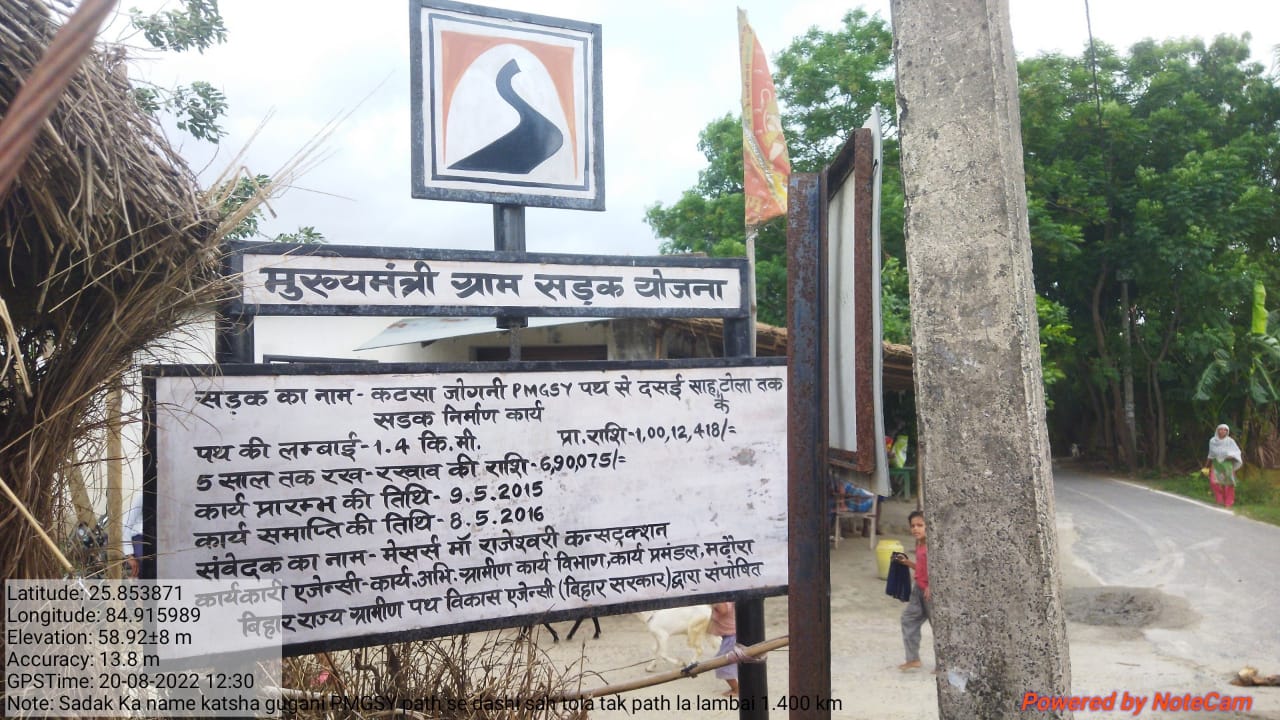 मुख्यमंत्री ग्राम सड़क योजना
सड़क का नाम - कटसा जोगनी PMGSY पथ से दसई साह के टोला तक
सड़क निर्माण कार्य
पथ की लम्बाई - 1.4 कि.मी. प्रा. राशि - 1,00,12,418/=
5 साल तक रख-रखाव की राशि - 6,90,075/=
कार्य प्रारम्भ की तिथि - 9.5.2015
कार्य समाप्ति की तिथि - 8.5.2016
संवेदक का नाम - मेसर्स माँ राजेश्वरी कन्सट्रक्शन
कार्यकारी एजेन्सी - कार्य. अभि. ग्रामीण कार्य विभाग, कार्य प्रमंडल, मढ़ौरा
बिहार राज्य ग्रामीण पथ विकास एजेन्सी (बिहार सरकार) द्वारा संपोषित
Latitude: 25.853871
Longitude: 84.915989
Elevation: 58.92±8 m
Accuracy: 13.8 m
GPSTime: 20-08-2022 12:30
Note: Sadak Ka name katsha gugani PMGSY path se dashi sah tola tak path la lambai 1.400 km
Powered by NoteCam